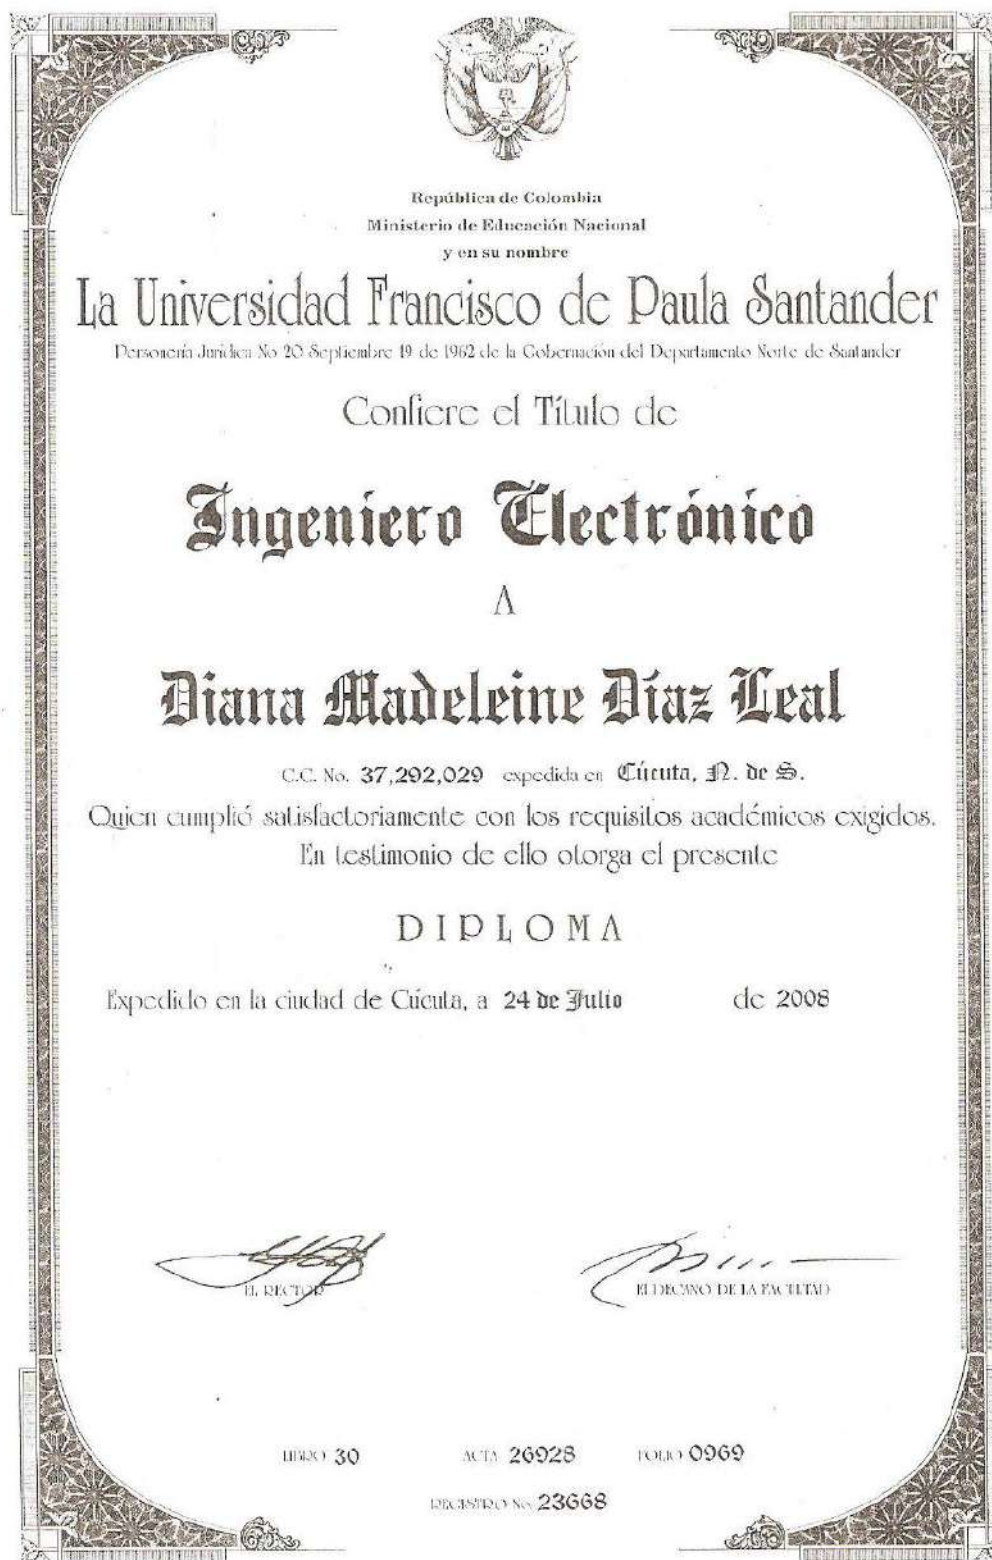 República de Colombia
Ministerio de Educación Nacional
y en su nombre
La Universidad Francisco de Paula Santander
Personería Jurídica No 20 Septiembre 19 de 1962 de la Gobernación del Departamento Norte de Santander
Confiere el Título de
Ingeniero Electrónico
A
Diana Madeleine Díaz Leal
C.C. No. 37,292,029 expedida en Cúcuta, N. de S.
Quien cumplió satisfactoriamente con los requisitos académicos exigidos.
En testimonio de ello otorga el presente
DIPLOMA
Expedido en la ciudad de Cúcuta, a 24 de Julio de 2008
EL RECTOR
EL DECANO DE LA FACULTAD
LIBRO 30 ACTA 26928 FOLIO 0969
REGISTRO No. 23668